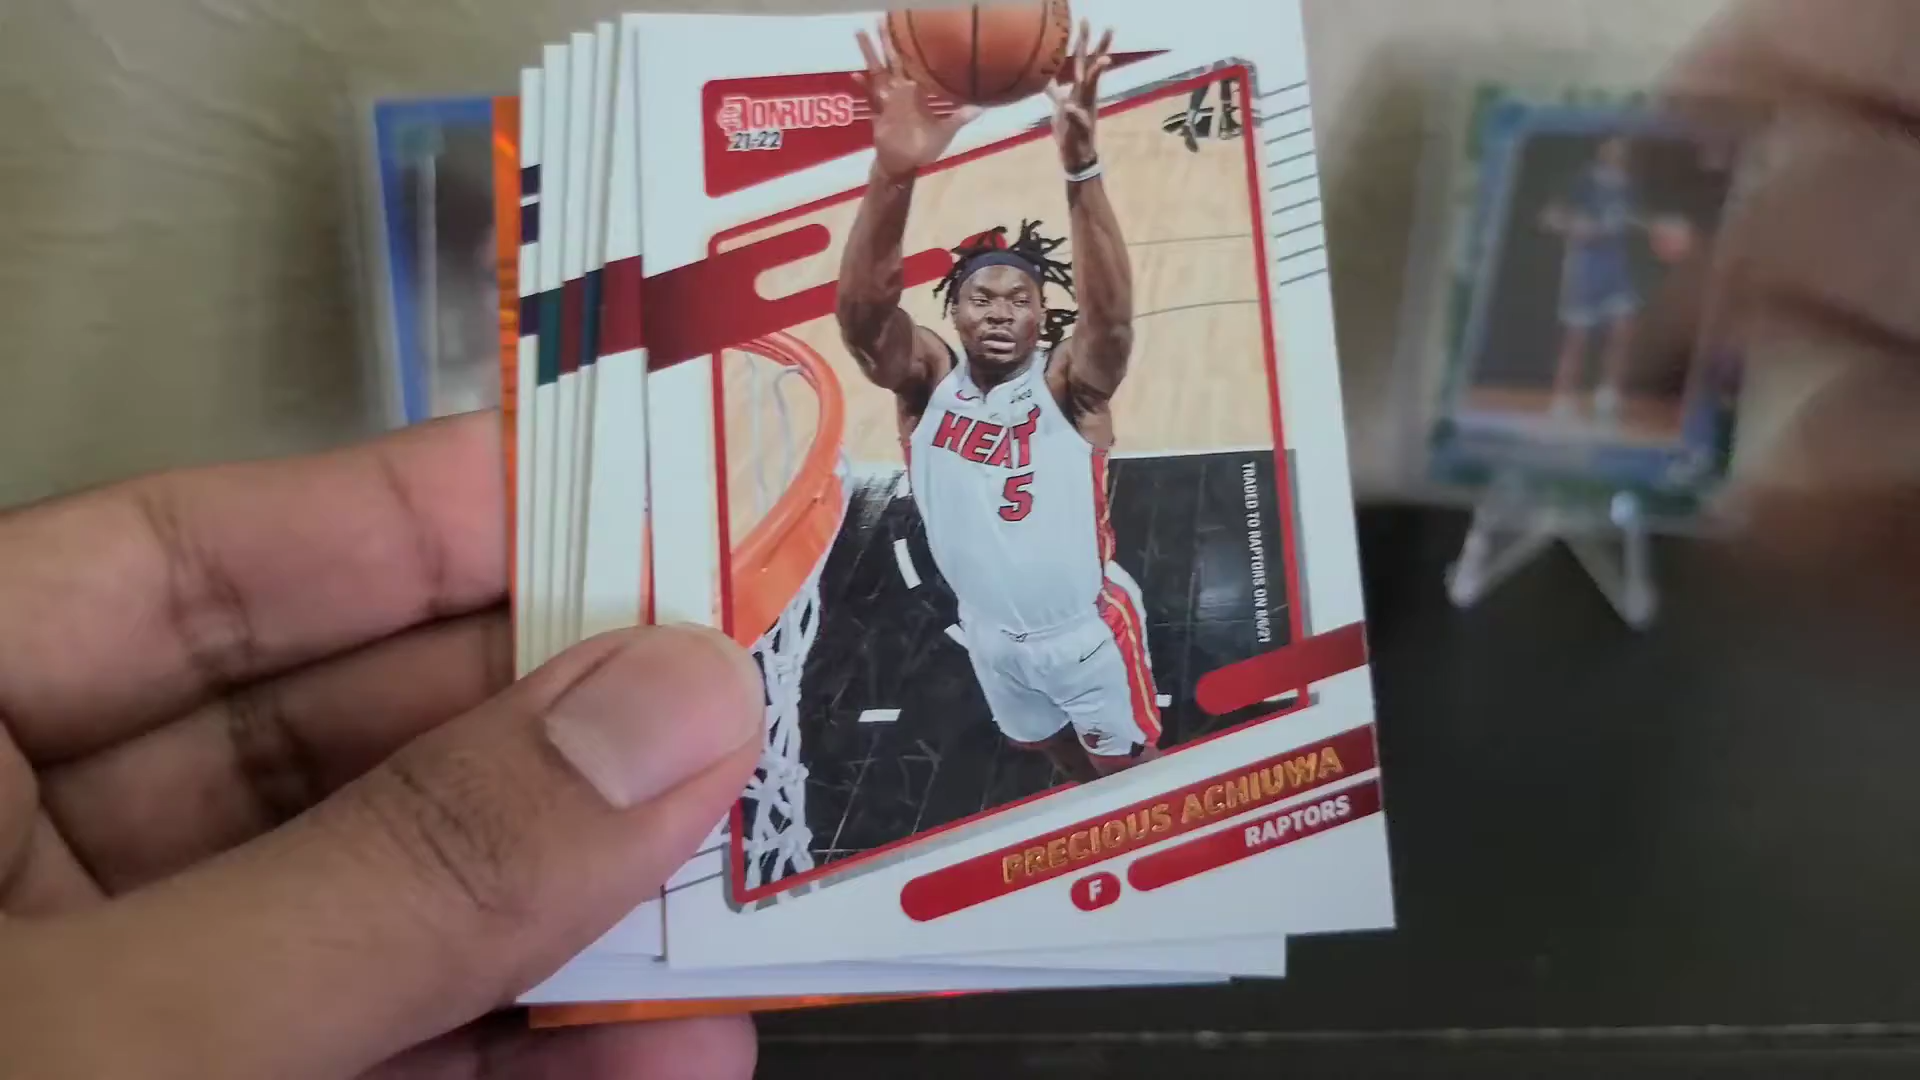 DONRUSS
21-22
HEAT
5
TRADED TO RAPTORS ON 8/6/21
PRECIOUS ACHIUWA
F
RAPTORS